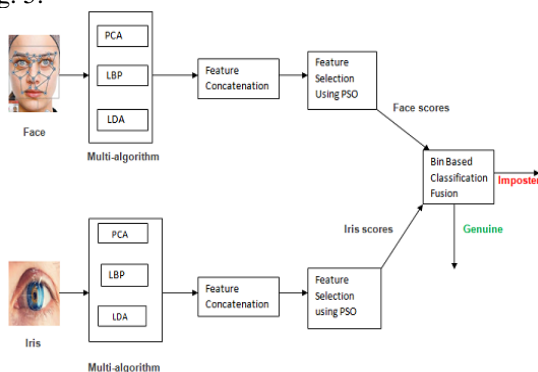 PCA
LBP
LDA
Face
Multi-algorithm
Feature
Concatenation
Feature
Selection
Using PSO
Face scores
Bin Based
Classification
Fusion
Imposter
Genuine
Iris scores
PCA
LBP
LDA
Iris
Multi-algorithm
Feature
Concatenation
Feature
Selection
using PSO